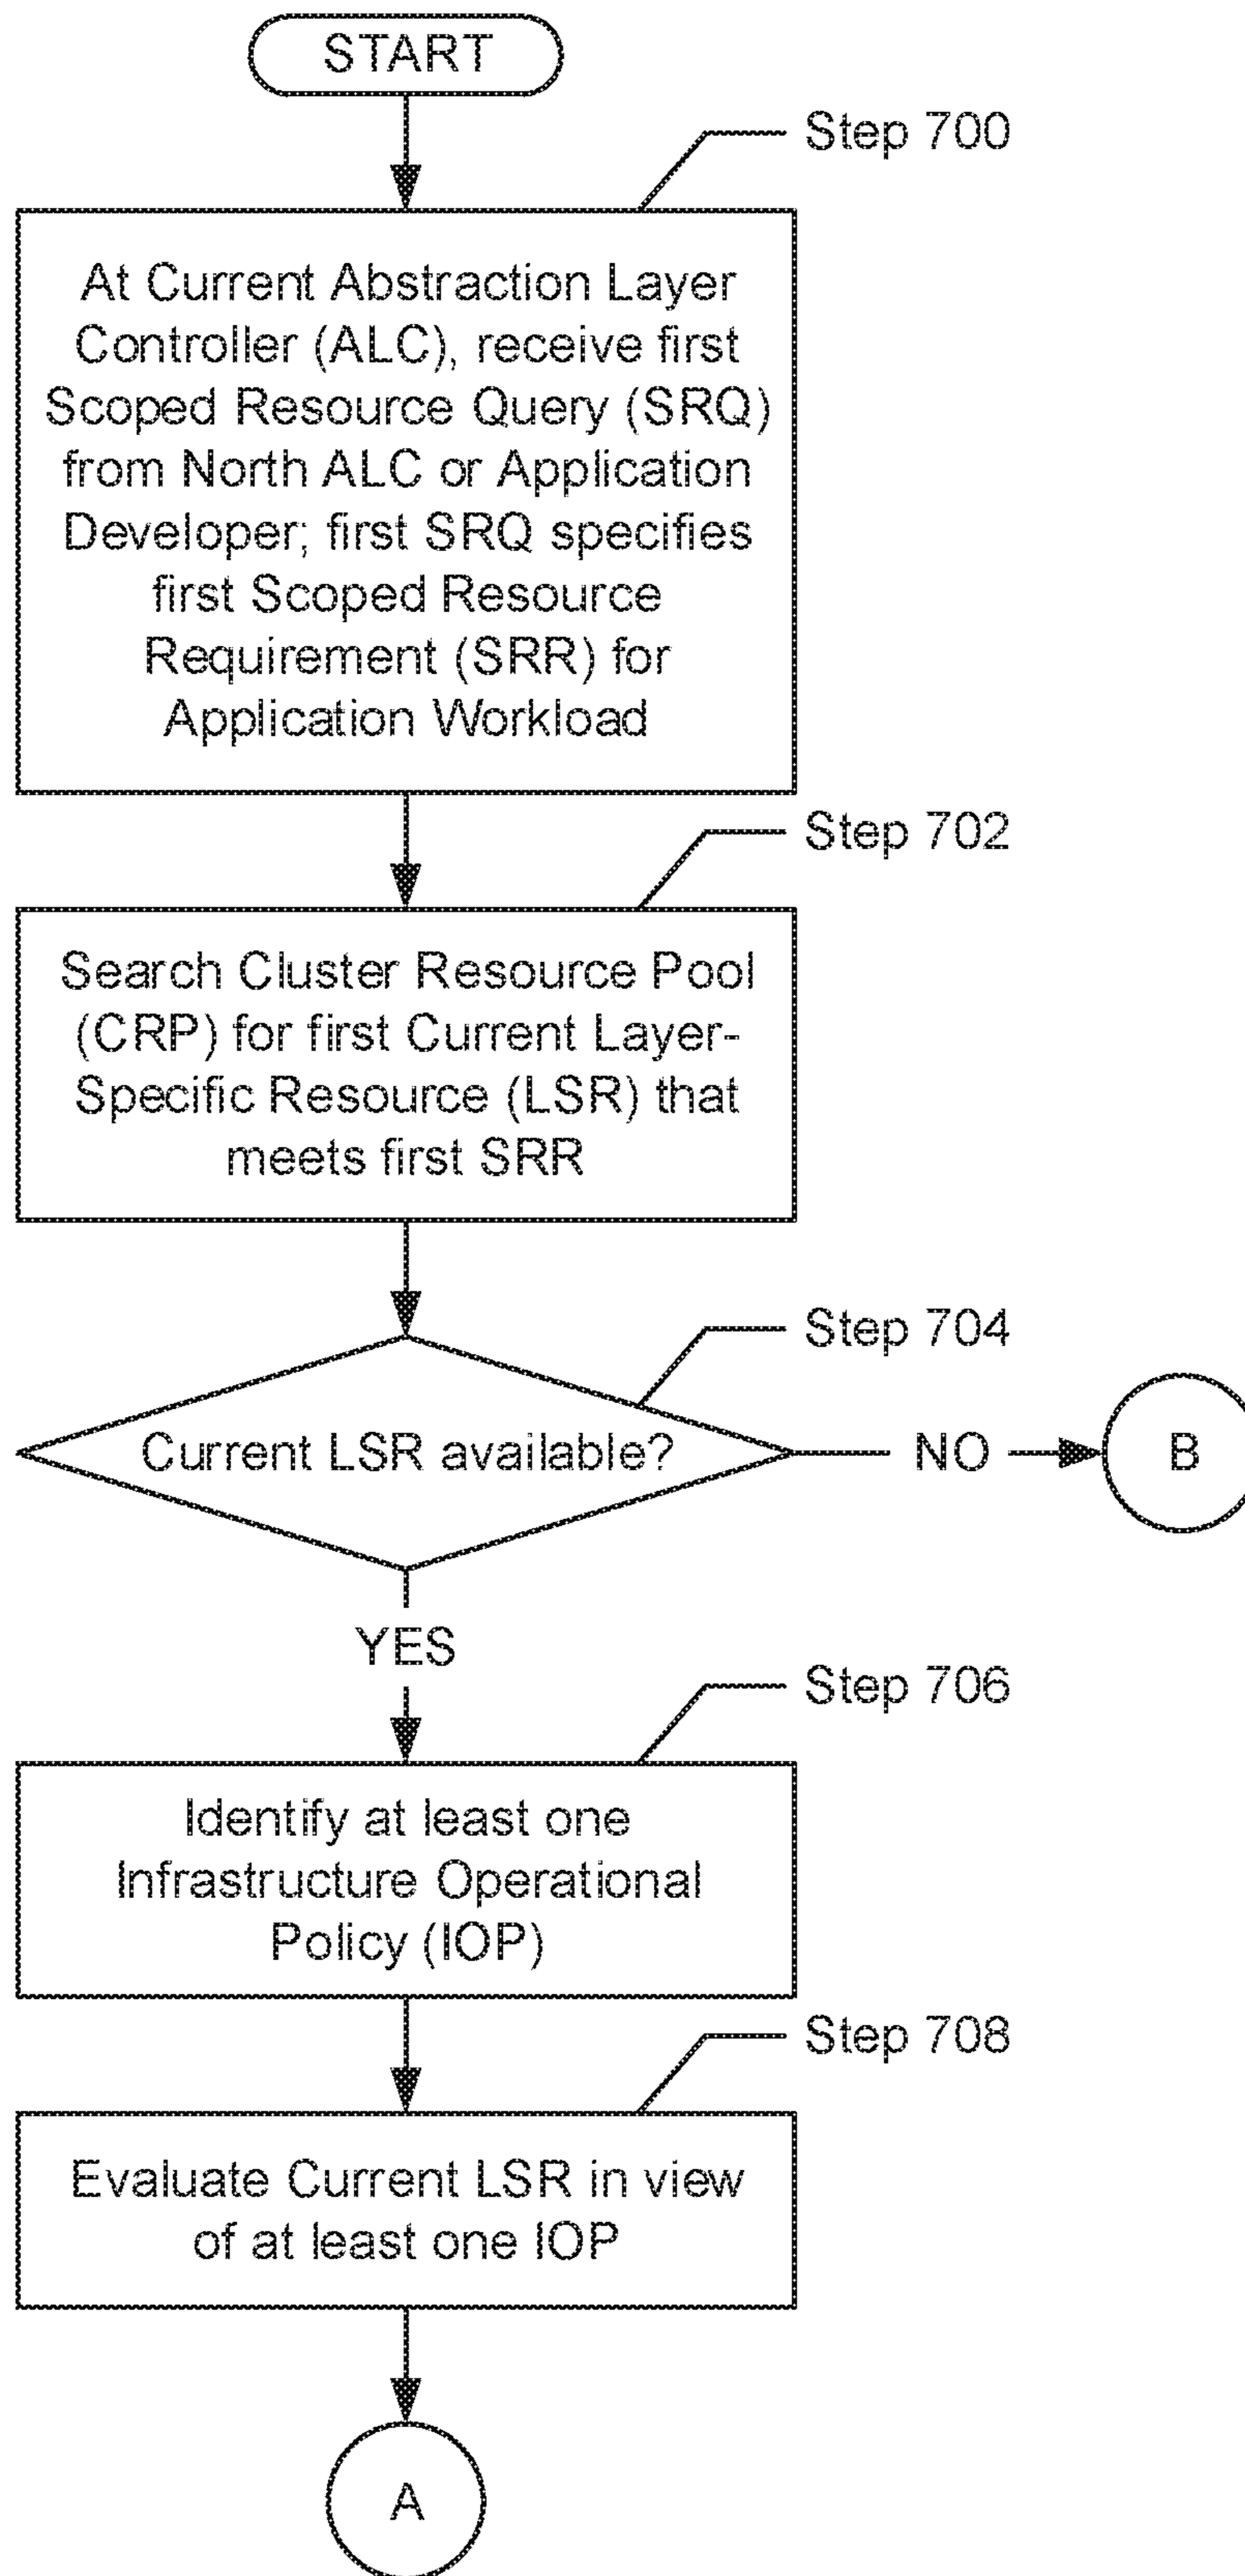 START
Step 700
At Current Abstraction Layer
Controller (ALC), receive first
Scoped Resource Query (SRQ)
from North ALC or Application
Developer; first SRQ specifies
first Scoped Resource
Requirement (SRR) for
Application Workload
Step 702
Search Cluster Resource Pool
(CRP) for first Current Layer-
Specific Resource (LSR) that
meets first SRR
Step 704
Current LSR available?
NO
B
YES
Step 706
Identify at least one
Infrastructure Operational
Policy (IOP)
Step 708
Evaluate Current LSR in view
of at least one IOP
A